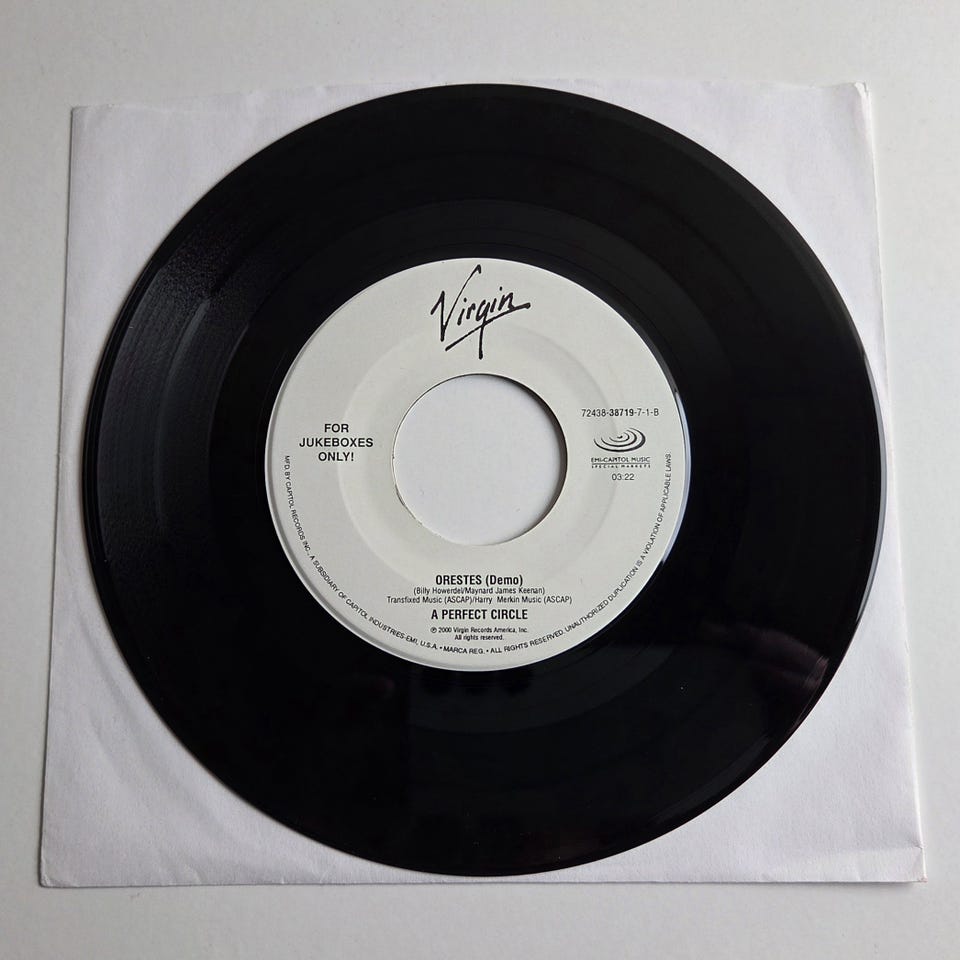 Virgin
72438-38719-7-1-B
EMI-CAPITOL MUSIC
SPECIAL MARKETS
03:22
FOR
JUKEBOXES
ONLY!
ORESTES (Demo)
(Billy Howerdel/Maynard James Keenan)
Transfixed Music (ASCAP)/Harry Merkin Music (ASCAP)
A PERFECT CIRCLE
℗ 2000 Virgin Records America, Inc.
All rights reserved.
MFD. BY CAPITOL RECORDS INC., A SUBSIDIARY OF CAPITOL INDUSTRIES-EMI, U.S.A. • MARCA REG. • ALL RIGHTS RESERVED. UNAUTHORIZED DUPLICATION IS A VIOLATION OF APPLICABLE LAWS.